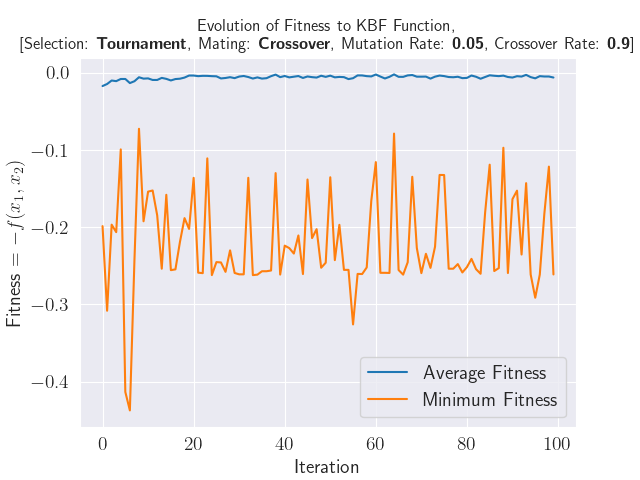 Evolution of Fitness to KBF Function,
[Selection: Tournament, Mating: Crossover, Mutation Rate: 0.05, Crossover Rate: 0.9]
0.0
−0.1
−0.2
−0.3
−0.4
Fitness = −f(x₁, x₂)
Average Fitness
Minimum Fitness
0 20 40 60 80 100
Iteration